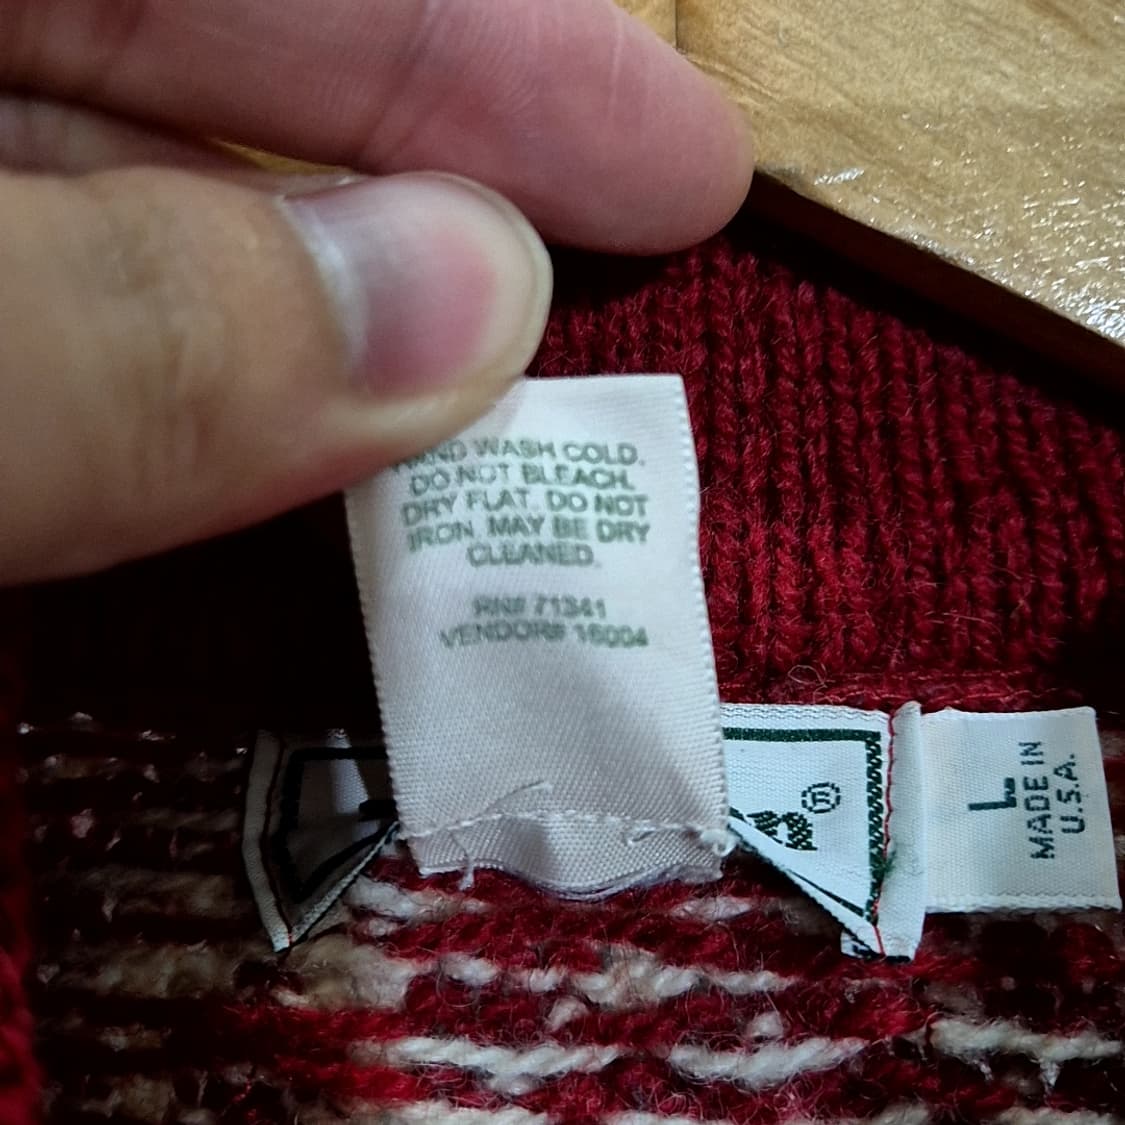 HAND WASH COLD.
DO NOT BLEACH.
DRY FLAT. DO NOT
IRON. MAY BE DRY
CLEANED.
RN# 71341
VENDOR# 16004
®
L
MADE IN
U.S.A.